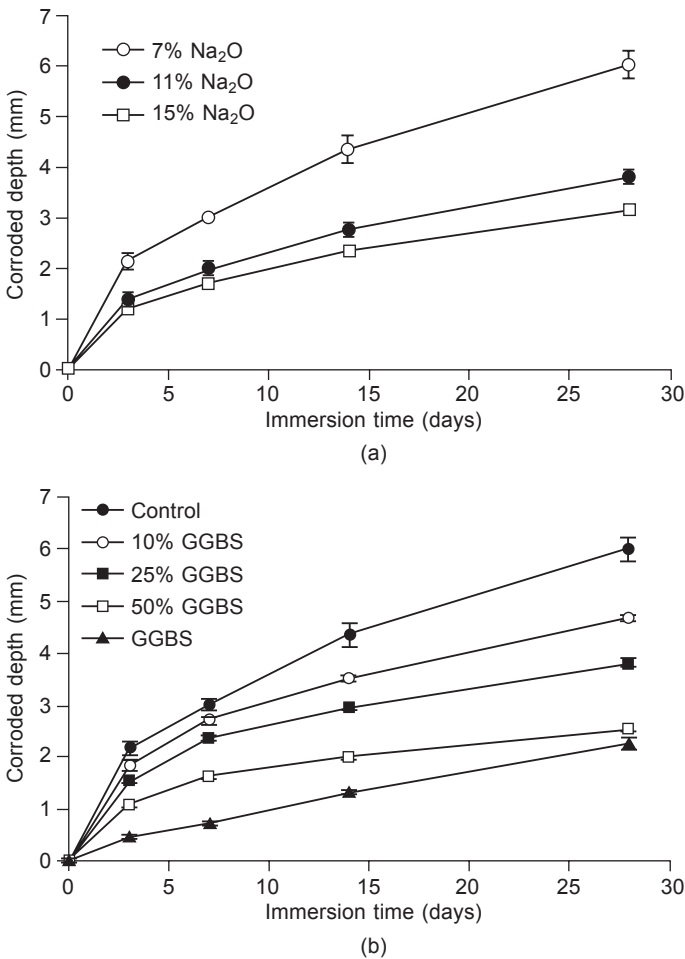 7
7% Na₂O
11% Na₂O
15% Na₂O
6
5
4
3
2
1
0
Corroded depth (mm)
0 5 10 15 20 25 30
Immersion time (days)
(a)
7
Control
10% GGBS
25% GGBS
50% GGBS
GGBS
6
5
4
3
2
1
0
Corroded depth (mm)
0 5 10 15 20 25 30
Immersion time (days)
(b)